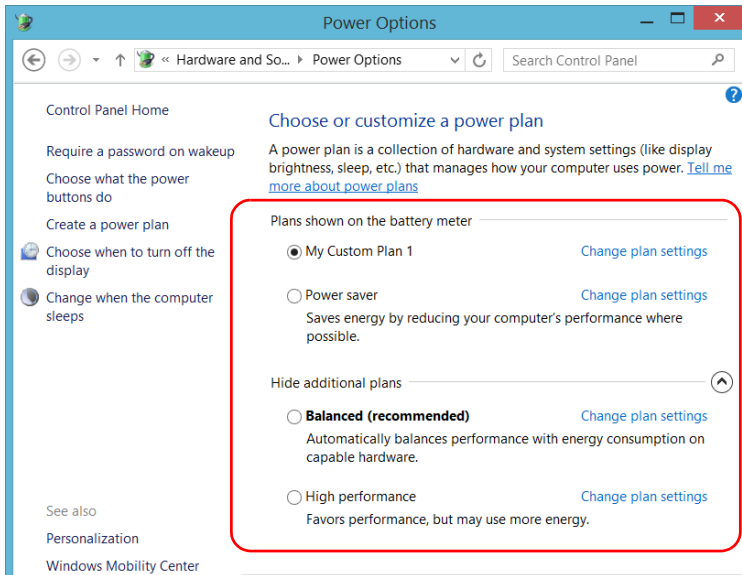 Power Options
« Hardware and So... Power Options
Search Control Panel
Control Panel Home
Require a password on wakeup
Choose what the power
buttons do
Create a power plan
Choose when to turn off the
display
Change when the computer
sleeps
See also
Personalization
Windows Mobility Center
Choose or customize a power plan
A power plan is a collection of hardware and system settings (like display
brightness, sleep, etc.) that manages how your computer uses power. Tell me
more about power plans
Plans shown on the battery meter
My Custom Plan 1 Change plan settings
Power saver Change plan settings
Saves energy by reducing your computer's performance where
possible.
Hide additional plans
Balanced (recommended) Change plan settings
Automatically balances performance with energy consumption on
capable hardware.
High performance Change plan settings
Favors performance, but may use more energy.